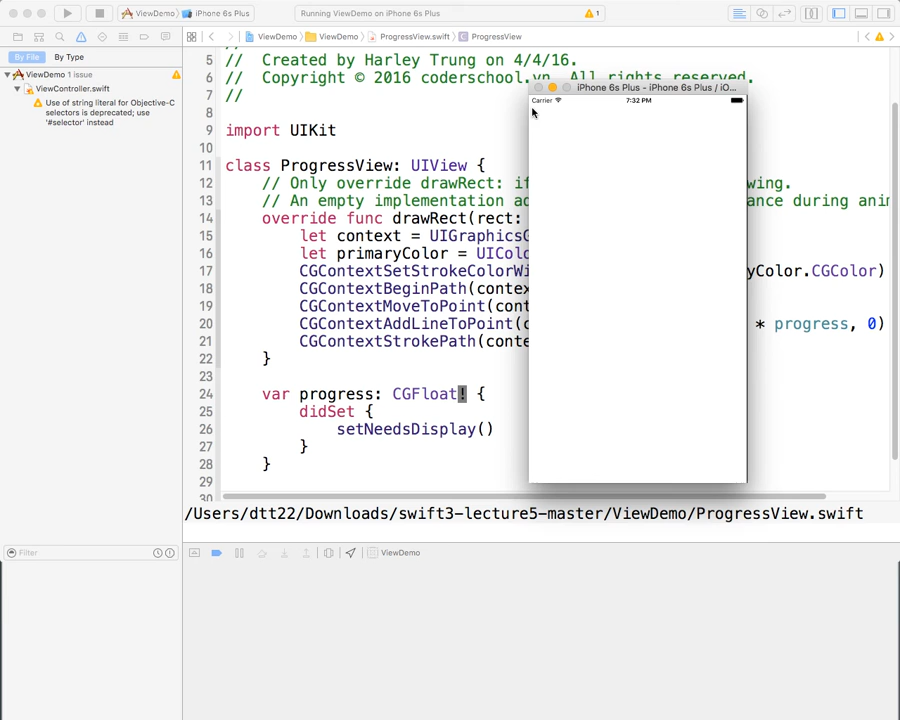 ViewDemo iPhone 6s Plus
Running ViewDemo on iPhone 6s Plus
1
ViewDemo ViewDemo ProgressView.swift C ProgressView
By File By Type
ViewDemo 1 issue
ViewController.swift
Use of string literal for Objective-C
selectors is deprecated; use
'#selector' instead
5 // Created by Harley Trung on 4/4/16.
6 // Copyright © 2016 coderschool.vn. All rights reserved.
7 //
8
9 import UIKit
10
11 class ProgressView: UIView {
12 // Only override drawRect: if wing.
13 // An empty implementation ad ance during anim
14 override func drawRect(rect:
15 let context = UIGraphicsG
16 let primaryColor = UIColo
17 CGContextSetStrokeColorWi yColor.CGColor)
18 CGContextBeginPath(contex
19 CGContextMoveToPoint(cont
20 CGContextAddLineToPoint(c * progress, 0)
21 CGContextStrokePath(conte
22 }
23
24 var progress: CGFloat! {
25 didSet {
26 setNeedsDisplay()
27 }
28 }
29
30
iPhone 6s Plus - iPhone 6s Plus / iO...
Carrier 7:32 PM
/Users/dtt22/Downloads/swift3-lecture5-master/ViewDemo/ProgressView.swift
Filter
ViewDemo